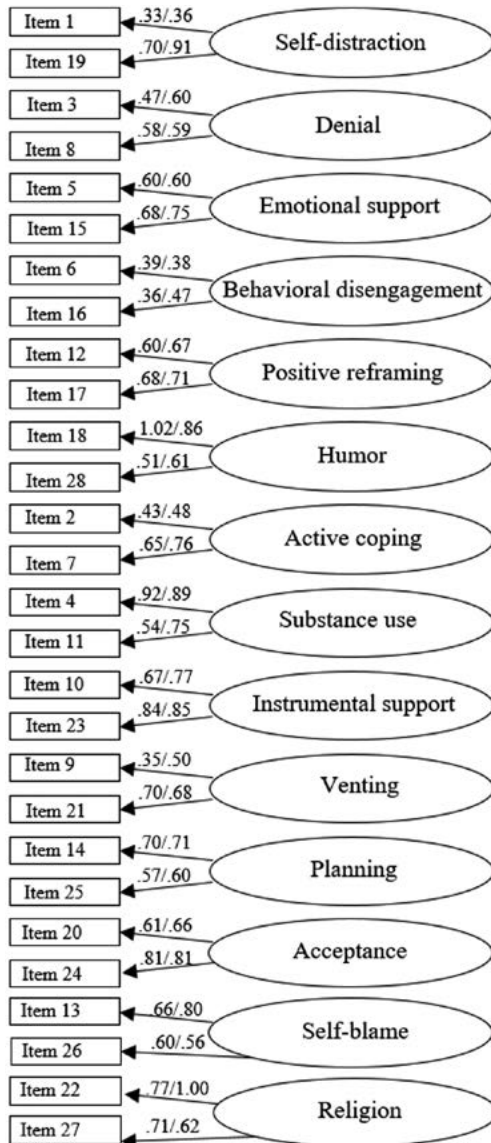 Item 1 .33/.36
Self-distraction
Item 19 .70/.91
Item 3 .47/.60
Denial
Item 8 .58/.59
Item 5 .60/.60
Emotional support
Item 15 .68/.75
Item 6 .39/.38
Behavioral disengagement
Item 16 .36/.47
Item 12 .60/.67
Positive reframing
Item 17 .68/.71
Item 18 1.02/.86
Humor
Item 28 .51/.61
Item 2 .43/.48
Active coping
Item 7 .65/.76
Item 4 .92/.89
Substance use
Item 11 .54/.75
Item 10 .67/.77
Instrumental support
Item 23 .84/.85
Item 9 .35/.50
Venting
Item 21 .70/.68
Item 14 .70/.71
Planning
Item 25 .57/.60
Item 20 .61/.66
Acceptance
Item 24 .81/.81
Item 13 .66/.80
Self-blame
Item 26 .60/.56
Item 22 .77/1.00
Religion
Item 27 .71/.62